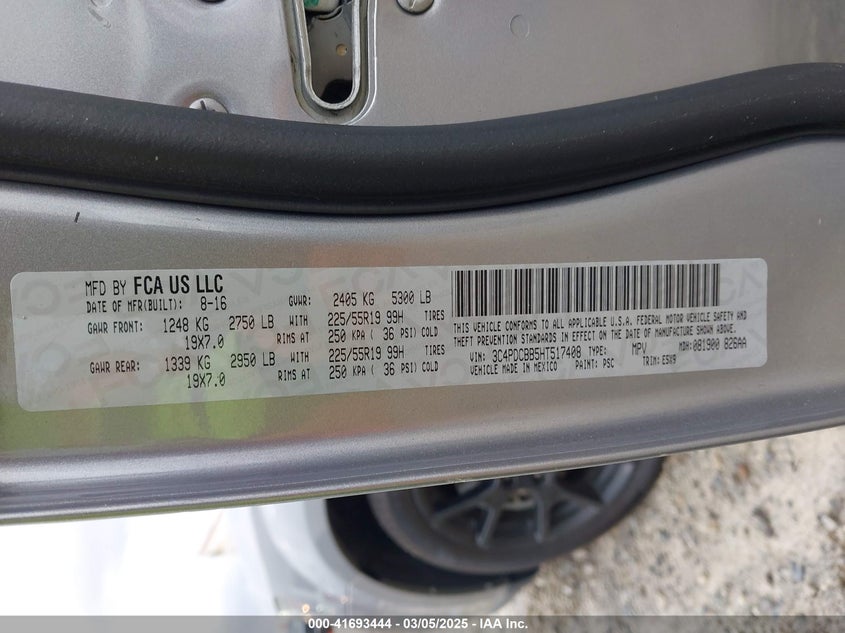 MFD BY FCA US LLC
DATE OF MFR(BUILT): 8-16 GVWR: 2405 KG 5300 LB
GAWR FRONT: 1248 KG 2750 LB WITH 225/55R19 99H TIRES
19X7.0 RIMS AT 250 KPA ( 36 PSI) COLD
GAWR REAR: 1339 KG 2950 LB WITH 225/55R19 99H TIRES
19X7.0 RIMS AT 250 KPA ( 36 PSI) COLD
THIS VEHICLE CONFORMS TO ALL APPLICABLE U.S.A. FEDERAL MOTOR VEHICLE SAFETY AND
THEFT PREVENTION STANDARDS IN EFFECT ON THE DATE OF MANUFACTURE SHOWN ABOVE.
VIN: 3C4PDCBB5HT517408 TYPE: MPV MDH: 081900 826AA
VEHICLE MADE IN MEXICO PAINT: PSC TRIM: E5X9
000-41693444 - 03/05/2025 - Copyright © 2025 IAA, Inc.